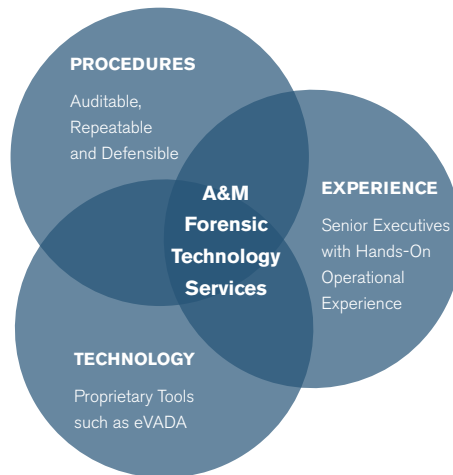 PROCEDURES
Auditable,
Repeatable
and Defensible
A&M
Forensic
Technology
Services
EXPERIENCE
Senior Executives
with Hands-On
Operational
Experience
TECHNOLOGY
Proprietary Tools
such as eVADA